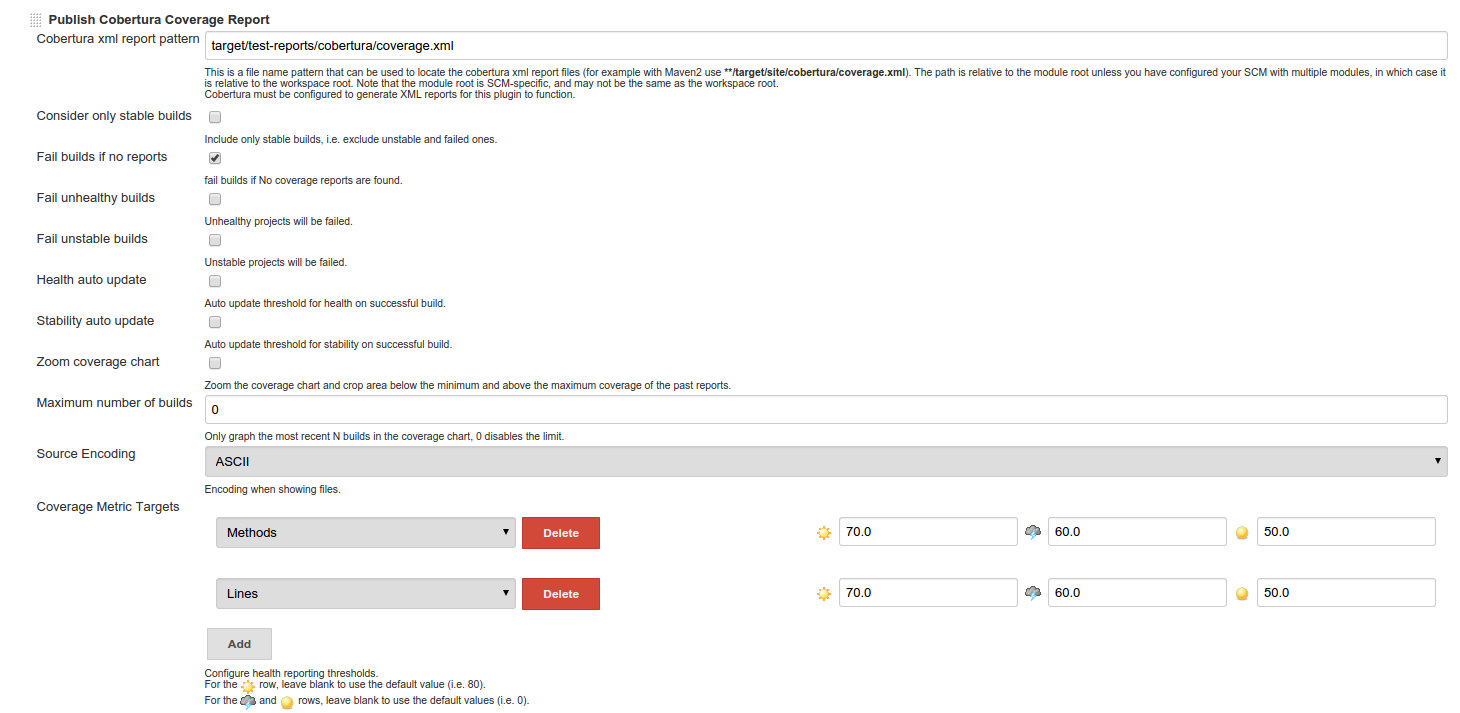 Publish Cobertura Coverage Report
Cobertura xml report pattern
target/test-reports/cobertura/coverage.xml
This is a file name pattern that can be used to locate the cobertura xml report files (for example with Maven2 use **/target/site/cobertura/coverage.xml). The path is relative to the module root unless you have configured your SCM with multiple modules, in which case it
is relative to the workspace root. Note that the module root is SCM-specific, and may not be the same as the workspace root.
Cobertura must be configured to generate XML reports for this plugin to function.
Consider only stable builds
Include only stable builds, i.e. exclude unstable and failed ones.
Fail builds if no reports
fail builds if No coverage reports are found.
Fail unhealthy builds
Unhealthy projects will be failed.
Fail unstable builds
Unstable projects will be failed.
Health auto update
Auto update threshold for health on successful build.
Stability auto update
Auto update threshold for stability on successful build.
Zoom coverage chart
Zoom the coverage chart and crop area below the minimum and above the maximum coverage of the past reports.
Maximum number of builds
0
Only graph the most recent N builds in the coverage chart, 0 disables the limit.
Source Encoding
ASCII
Encoding when showing files.
Coverage Metric Targets
Methods Delete 70.0 60.0 50.0
Lines Delete 70.0 60.0 50.0
Add
Configure health reporting thresholds.
For the row, leave blank to use the default value (i.e. 80).
For the and rows, leave blank to use the default values (i.e. 0).